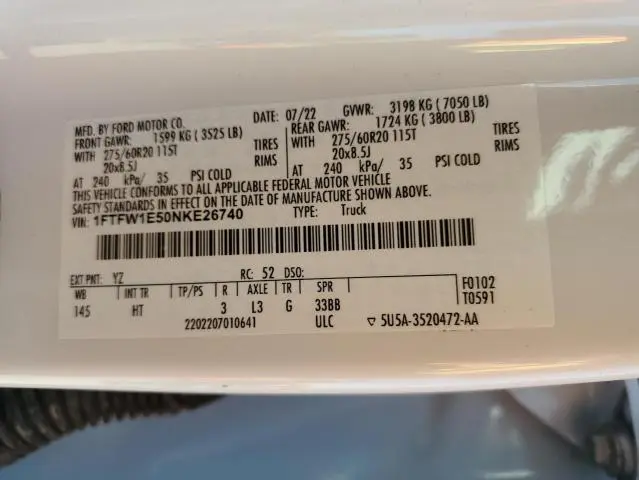 MFD. BY FORD MOTOR CO.
DATE: 07/22 GVWR: 3198 KG ( 7050 LB)
FRONT GAWR: 1599 KG ( 3525 LB) REAR GAWR: 1724 KG ( 3800 LB)
WITH 275/60R20 115T TIRES WITH 275/60R20 115T TIRES
20x8.5J RIMS 20x8.5J RIMS
AT 240 kPa/ 35 PSI COLD AT 240 kPa/ 35 PSI COLD
THIS VEHICLE CONFORMS TO ALL APPLICABLE FEDERAL MOTOR VEHICLE
SAFETY STANDARDS IN EFFECT ON THE DATE OF MANUFACTURE SHOWN ABOVE.
VIN: 1FTFW1E50NKE26740 TYPE: Truck
EXT PNT: YZ RC: 52 DSO:
WB INT TR TP/PS R AXLE TR SPR F0102
145 HT 3 L3 G 33BB T0591
2202207010641 ULC ▽ 5U5A-3520472-AA